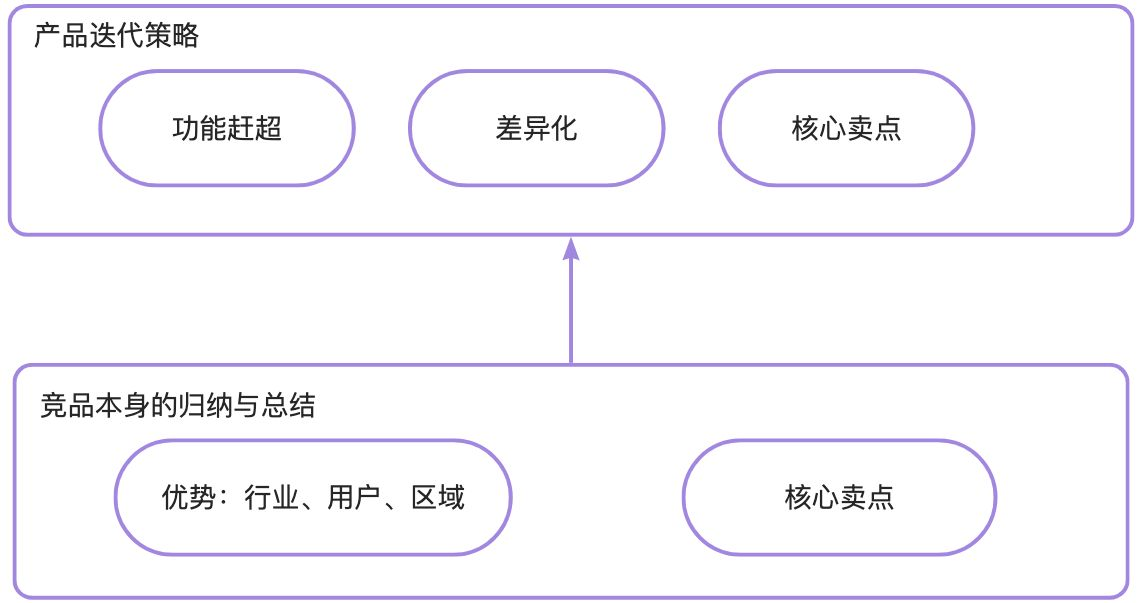 产品迭代策略
功能赶超
差异化
核心卖点
竞品本身的归纳与总结
优势：行业、用户、区域
核心卖点